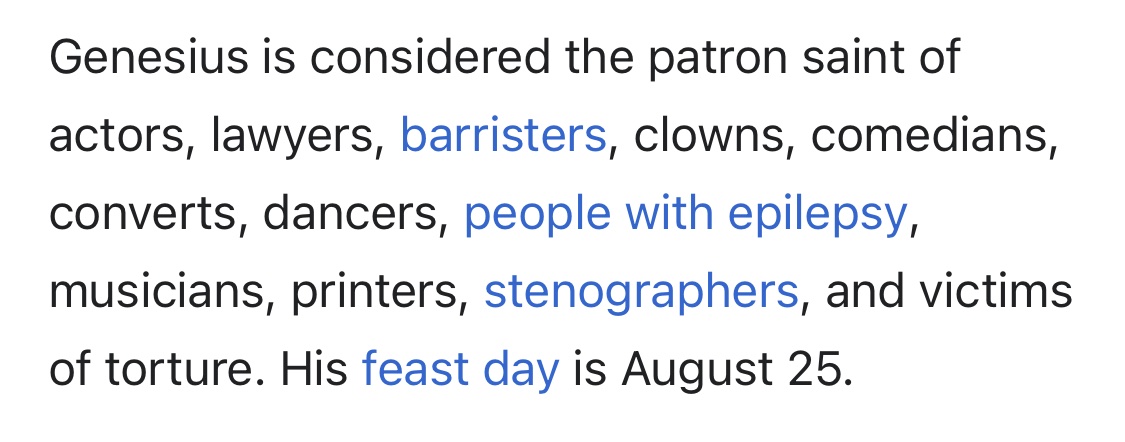 Genesius is considered the patron saint of
actors, lawyers, barristers, clowns, comedians,
converts, dancers, people with epilepsy,
musicians, printers, stenographers, and victims
of torture. His feast day is August 25.